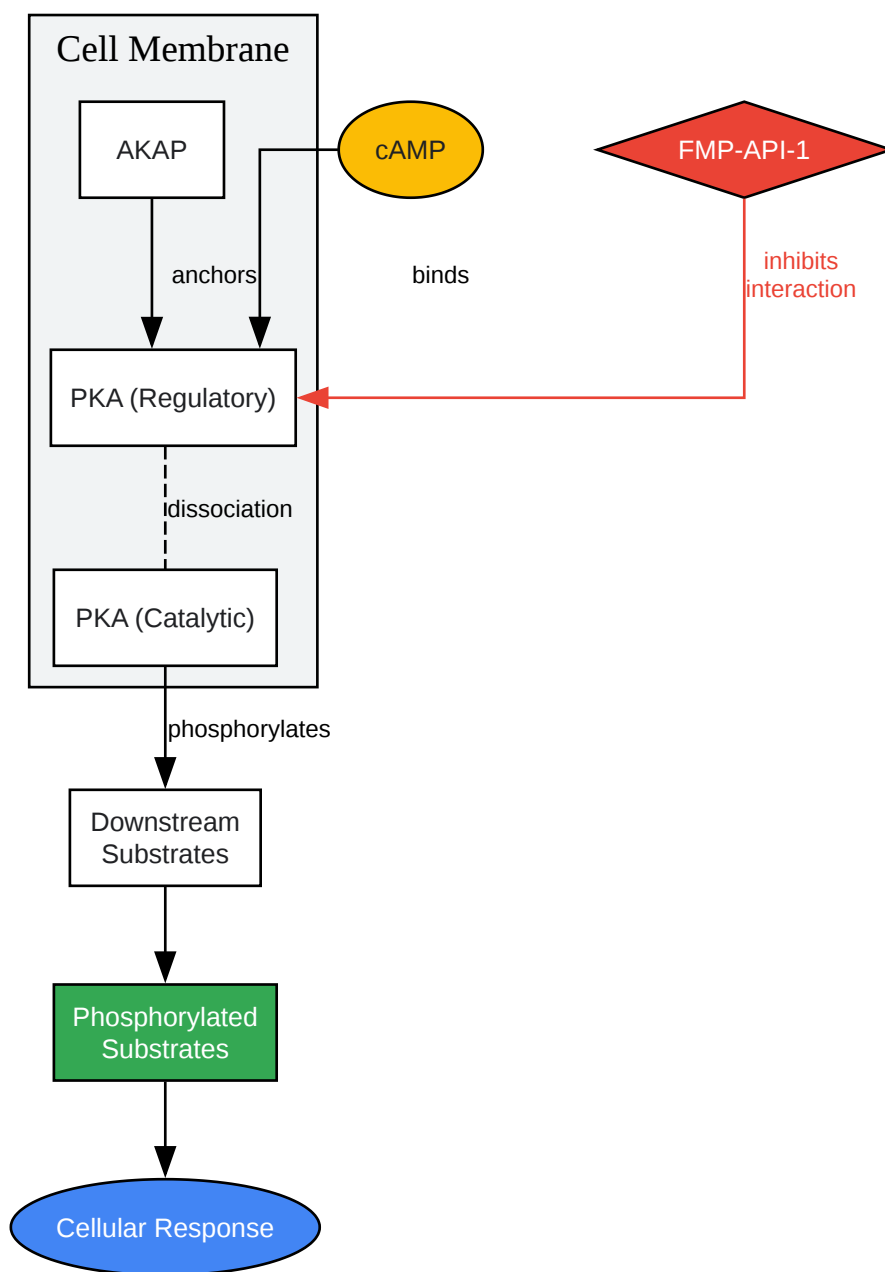 Cell Membrane
AKAP
cAMP
FMP-API-1
anchors
binds
inhibits
interaction
PKA (Regulatory)
dissociation
PKA (Catalytic)
phosphorylates
Downstream
Substrates
Phosphorylated
Substrates
Cellular Response